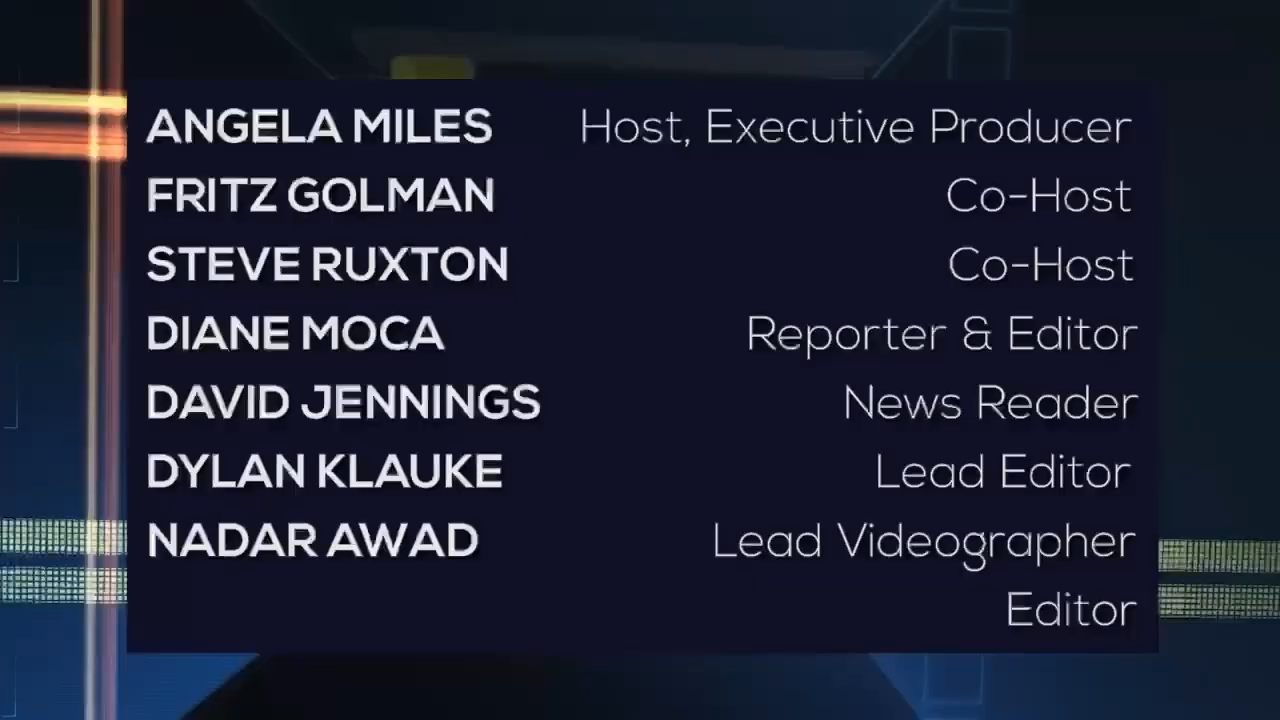 ANGELA MILES Host, Executive Producer
FRITZ GOLMAN Co-Host
STEVE RUXTON Co-Host
DIANE MOCA Reporter & Editor
DAVID JENNINGS News Reader
DYLAN KLAUKE Lead Editor
NADAR AWAD Lead Videographer
Editor